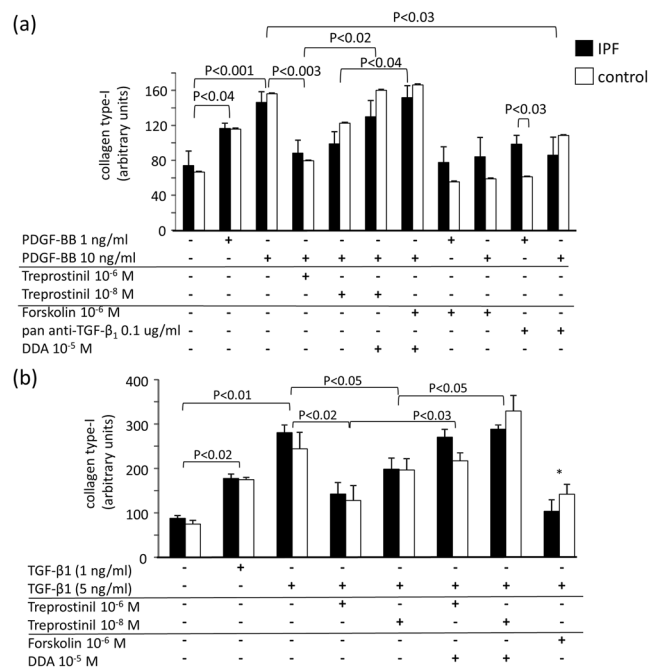 (a)
P<0.03
IPF
control
P<0.02
P<0.001
P<0.003
P<0.04
P<0.04
P<0.03
collagen type-I
(arbitrary units)
160
120
80
40
0
PDGF-BB 1 ng/ml - + - - - - - + - + -
PDGF-BB 10 ng/ml - - + + + + + - + - +
Treprostinil 10⁻⁶ M - - - + - - - - - - -
Treprostinil 10⁻⁸ M - - - - + + - - - - -
Forskolin 10⁻⁶ M - - - - - - + + + - -
pan anti-TGF-β₁ 0.1 ug/ml - - - - - - - - - + +
DDA 10⁻⁵ M - - - - - + + - - - -
(b)
P<0.05
P<0.01
P<0.05
P<0.02
P<0.03
P<0.02
*
collagen type-I
(arbitrary units)
400
300
200
100
0
TGF-β1 (1 ng/ml) - + - - - - - -
TGF-β1 (5 ng/ml) - - + + + + + +
Treprostinil 10⁻⁶ M - - - + - + - -
Treprostinil 10⁻⁸ M - - - - + - + -
Forskolin 10⁻⁶ M - - - - - - - +
DDA 10⁻⁵ M - - - - - + + -